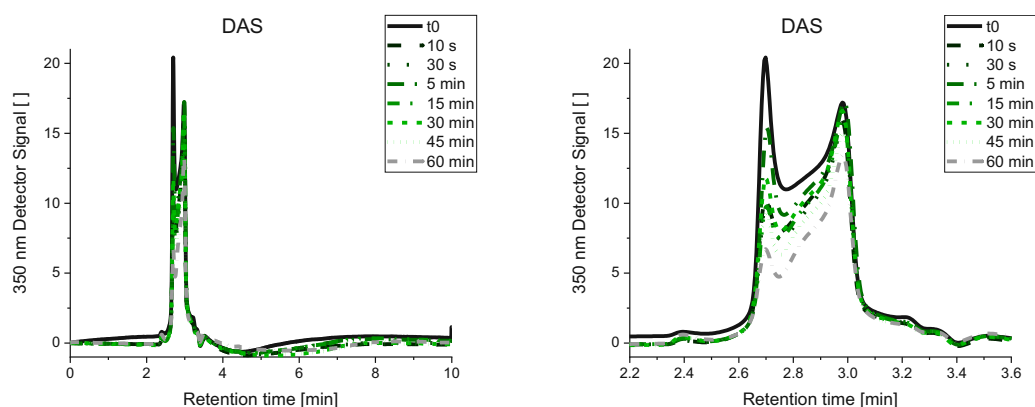 DAS
t0
10 s
30 s
5 min
15 min
30 min
45 min
60 min
350 nm Detector Signal [ ]
20
15
10
5
0
0 2 4 6 8 10
Retention time [min]
DAS
t0
10 s
30 s
5 min
15 min
30 min
45 min
60 min
350 nm Detector Signal [ ]
20
15
10
5
0
2.2 2.4 2.6 2.8 3.0 3.2 3.4 3.6
Retention time [min]